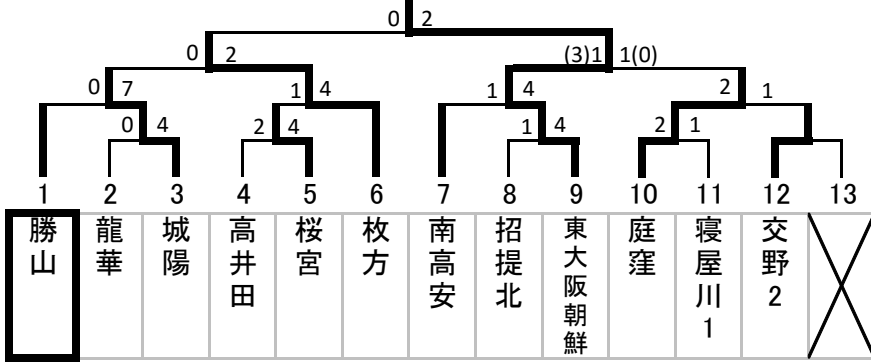 0 2
0 2 (3)1 1(0)
0 7 1 4 1 4 2 1
0 4 2 4 1 4 2 1
1 2 3 4 5 6 7 8 9 10 11 12 13
勝山
龍華
城陽
高井田
桜宮
枚方
南高安
招提北
東大阪朝鮮
庭窪
寝屋川1
交野2